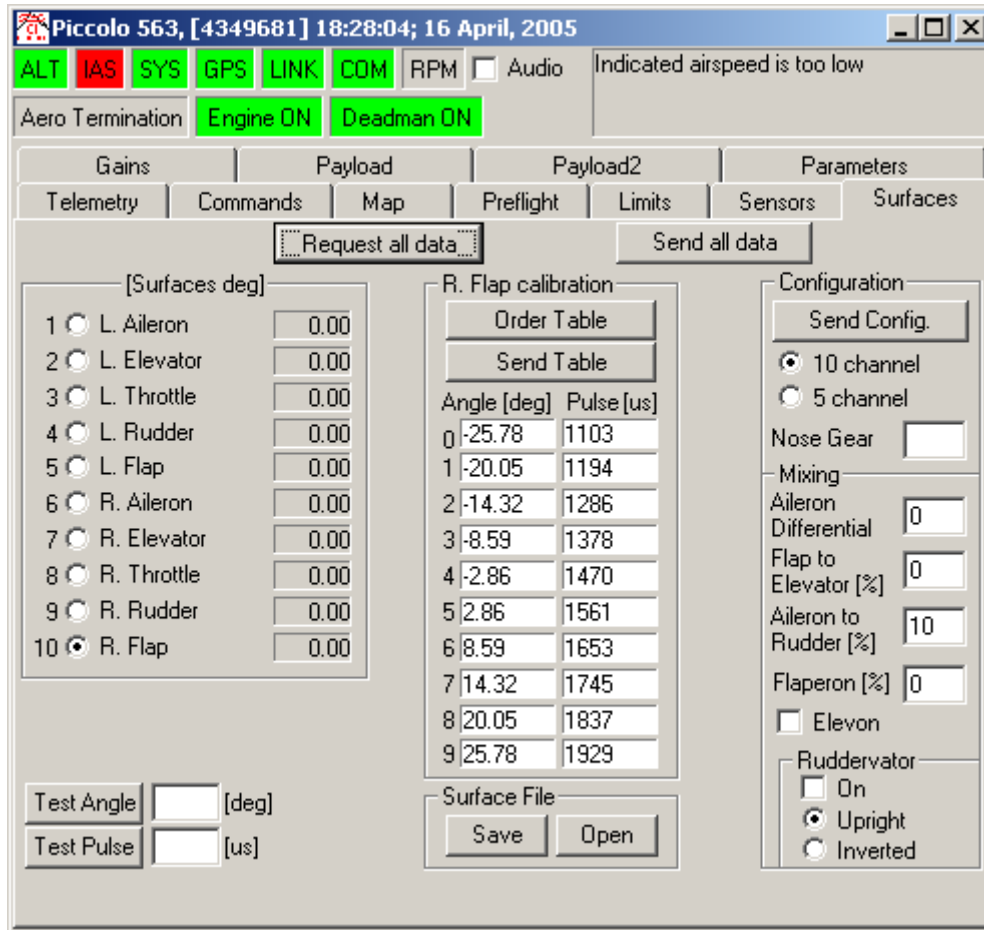 Piccolo 563, [4349681] 18:28:04; 16 April, 2005
ALT IAS SYS GPS LINK COM RPM Audio Indicated airspeed is too low
Aero Termination Engine ON Deadman ON
Gains Payload Payload2 Parameters
Telemetry Commands Map Preflight Limits Sensors Surfaces
Request all data Send all data
[Surfaces deg]
1 L. Aileron 0.00
2 L. Elevator 0.00
3 L. Throttle 0.00
4 L. Rudder 0.00
5 L. Flap 0.00
6 R. Aileron 0.00
7 R. Elevator 0.00
8 R. Throttle 0.00
9 R. Rudder 0.00
10 R. Flap 0.00
Test Angle [deg]
Test Pulse [us]
R. Flap calibration
Order Table
Send Table
Angle [deg] Pulse [us]
0 -25.78 1103
1 -20.05 1194
2 -14.32 1286
3 -8.59 1378
4 -2.86 1470
5 2.86 1561
6 8.59 1653
7 14.32 1745
8 20.05 1837
9 25.78 1929
Surface File
Save Open
Configuration
Send Config.
10 channel
5 channel
Nose Gear
Mixing
Aileron
Differential 0
Flap to
Elevator [%] 0
Aileron to
Rudder [%] 10
Flaperon [%] 0
Elevon
Ruddervator
On
Upright
Inverted